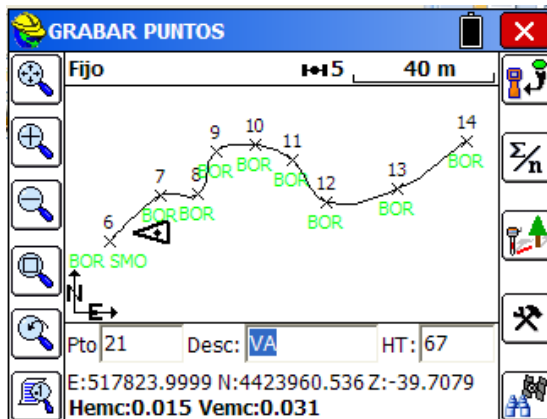 GRABAR PUNTOS
Fijo 5 40 m
14
9 10 11
BOR BOR BOR BOR
7 8 12 13
BOR BOR BOR BOR
6
BOR SMO
N
E
Σ/n
Pto 21 Desc: VA HT: 67
E:517823.9999 N:4423960.536 Z:-39.7079
Hemc:0.015 Vemc:0.031